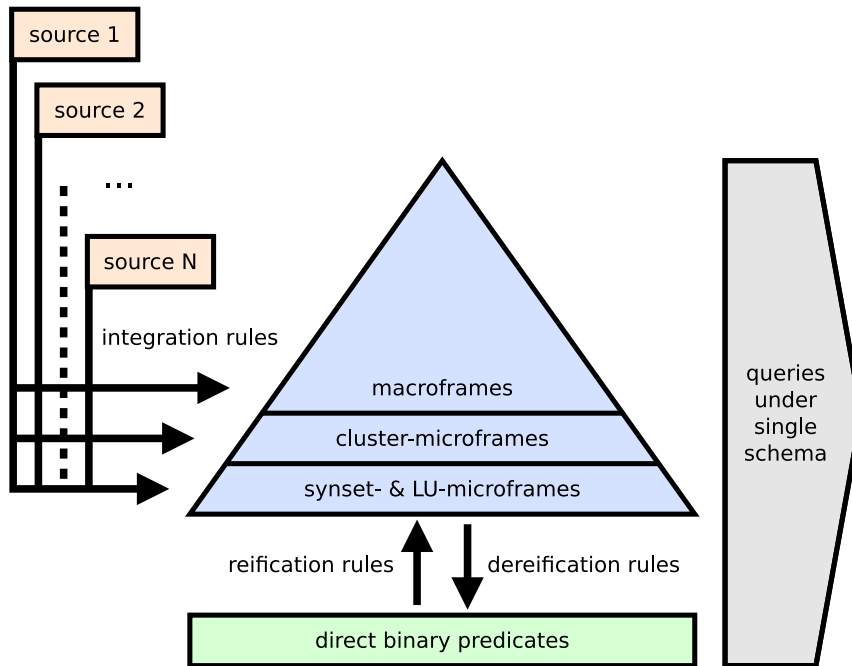 source 1
source 2
...
source N
integration rules
macroframes
cluster-microframes
synset- & LU-microframes
queries
under
single
schema
reification rules
dereification rules
direct binary predicates